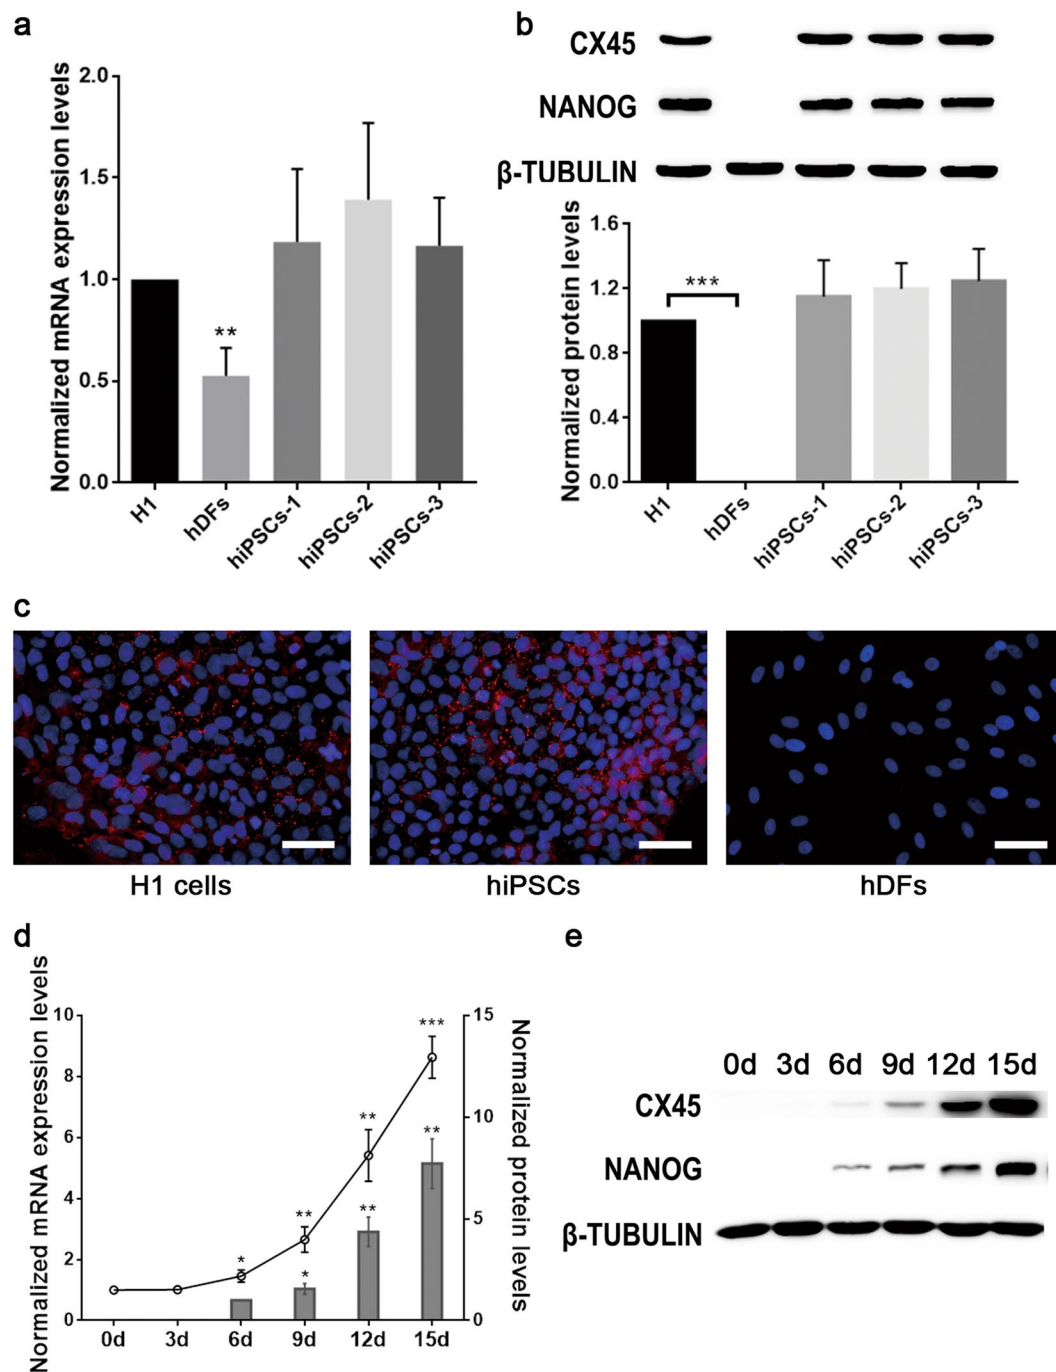 a
Normalized mRNA expression levels
2.0
1.5
1.0
0.5
0.0
**
H1
hDFs
hiPSCs-1
hiPSCs-2
hiPSCs-3
b
CX45
NANOG
β-TUBULIN
Normalized protein levels
1.6
1.2
0.8
0.4
0.0
***
H1
hDFs
hiPSCs-1
hiPSCs-2
hiPSCs-3
c
H1 cells
hiPSCs
hDFs
d
Normalized mRNA expression levels
10
8
6
4
2
0
*
*
**
**
**
***
**
15
10
5
0
Normalized protein levels
0d 3d 6d 9d 12d 15d
e
0d 3d 6d 9d 12d 15d
CX45
NANOG
β-TUBULIN